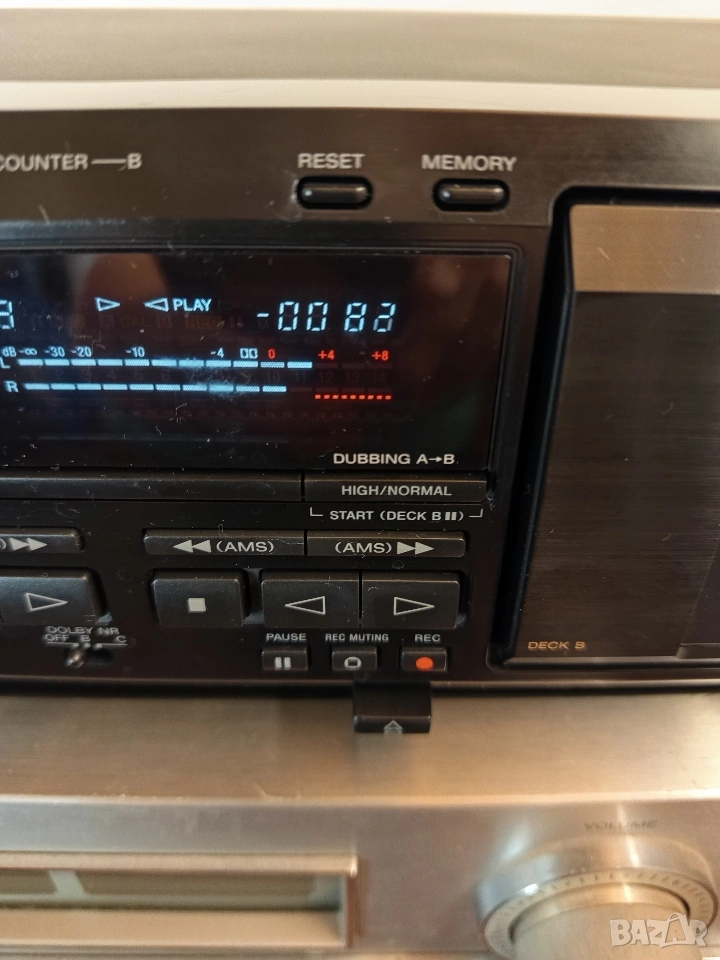 COUNTER — B
RESET
MEMORY
▷ ◁ PLAY -0082
dB -∞ -30 -20 -10 -4 0 +4 +8
L
R
DUBBING A→B
HIGH/NORMAL
START (DECK B II)
◀◀ (AMS)
(AMS) ▶▶
DOLBY NR
OFF B C
PAUSE
REC MUTING
REC
DECK B
VOLUME
BAZAR